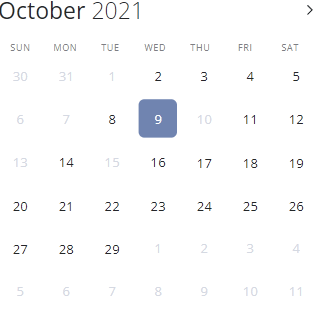 October 2021
SUN MON TUE WED THU FRI SAT
30 31 1 2 3 4 5
6 7 8 9 10 11 12
13 14 15 16 17 18 19
20 21 22 23 24 25 26
27 28 29 1 2 3 4
5 6 7 8 9 10 11